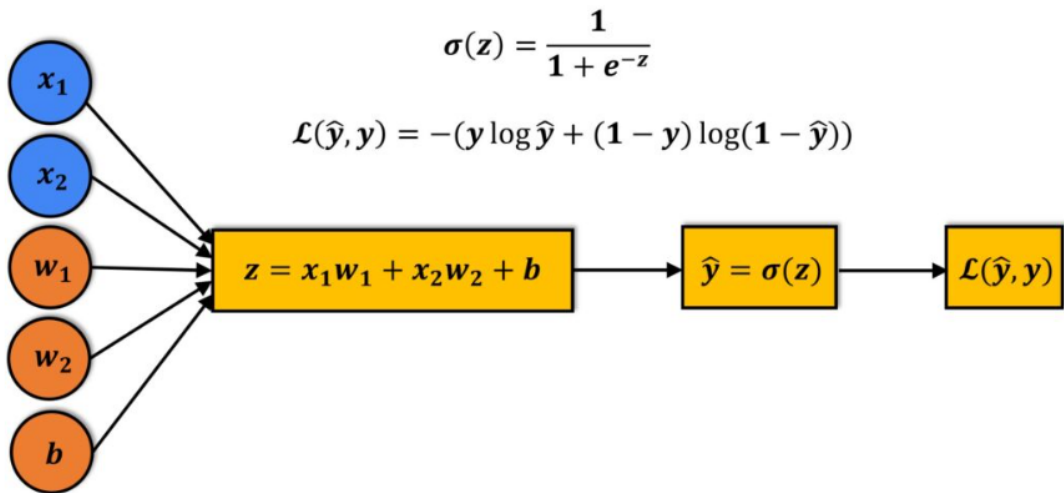 σ(z) = 1 / (1 + e^{-z})
ℒ(ŷ, y) = −(y log ŷ + (1 − y) log(1 − ŷ))
x₁
x₂
w₁
w₂
b
z = x₁w₁ + x₂w₂ + b
ŷ = σ(z)
ℒ(ŷ, y)